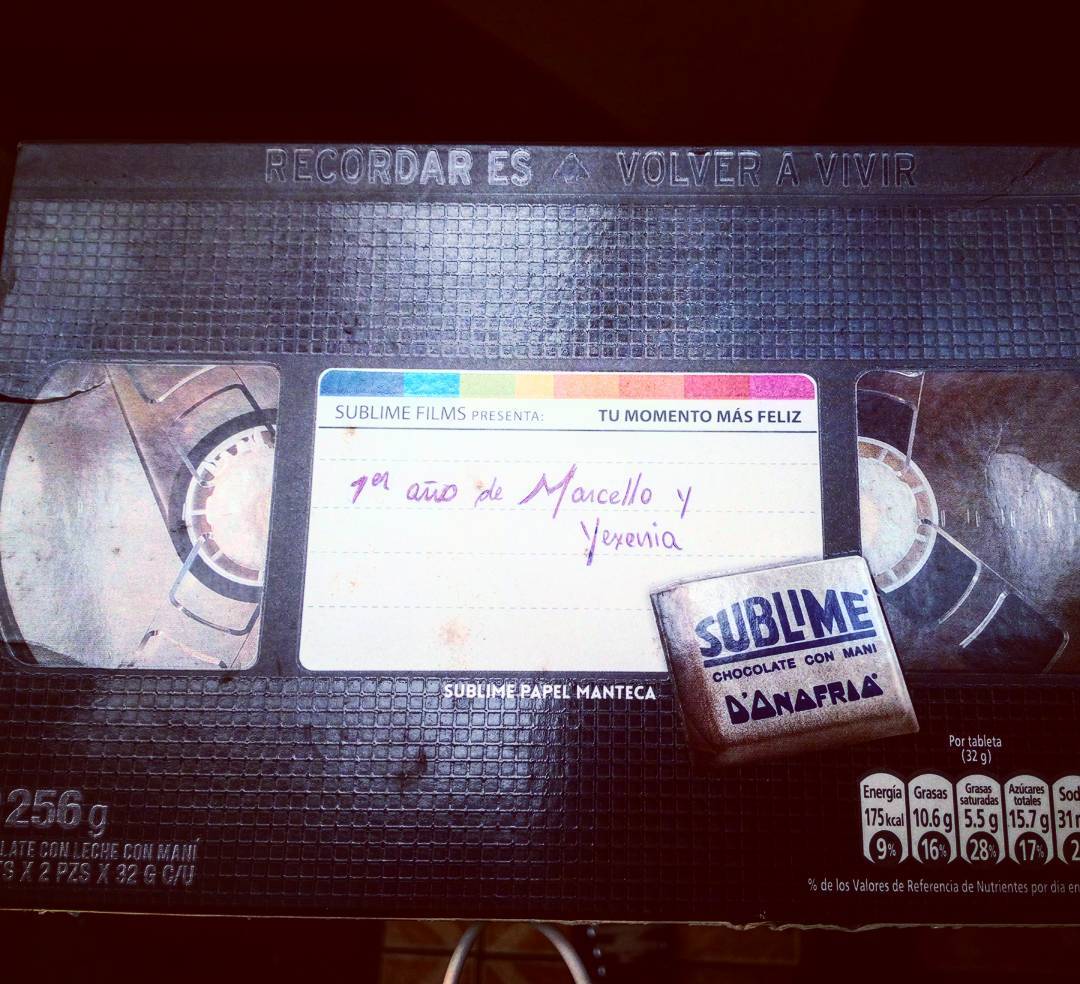 RECORDAR ES VOLVER A VIVIR
SUBLIME FILMS PRESENTA: TU MOMENTO MÁS FELIZ
1er año de Marcello y
Yexenia
SUBLIME
CHOCOLATE CON MANI
D'ONOFRIO
SUBLIME PAPEL MANTECA
Por tableta
(32 g)
Energía Grasas Grasas saturadas Azúcares totales
175 kcal 10.6 g 5.5 g 15.7 g
9% 16% 28% 17%
% de los Valores de Referencia de Nutrientes por día
256 g
CON LECHE CON MANÍ
X 2 PZS X 32 G C/U